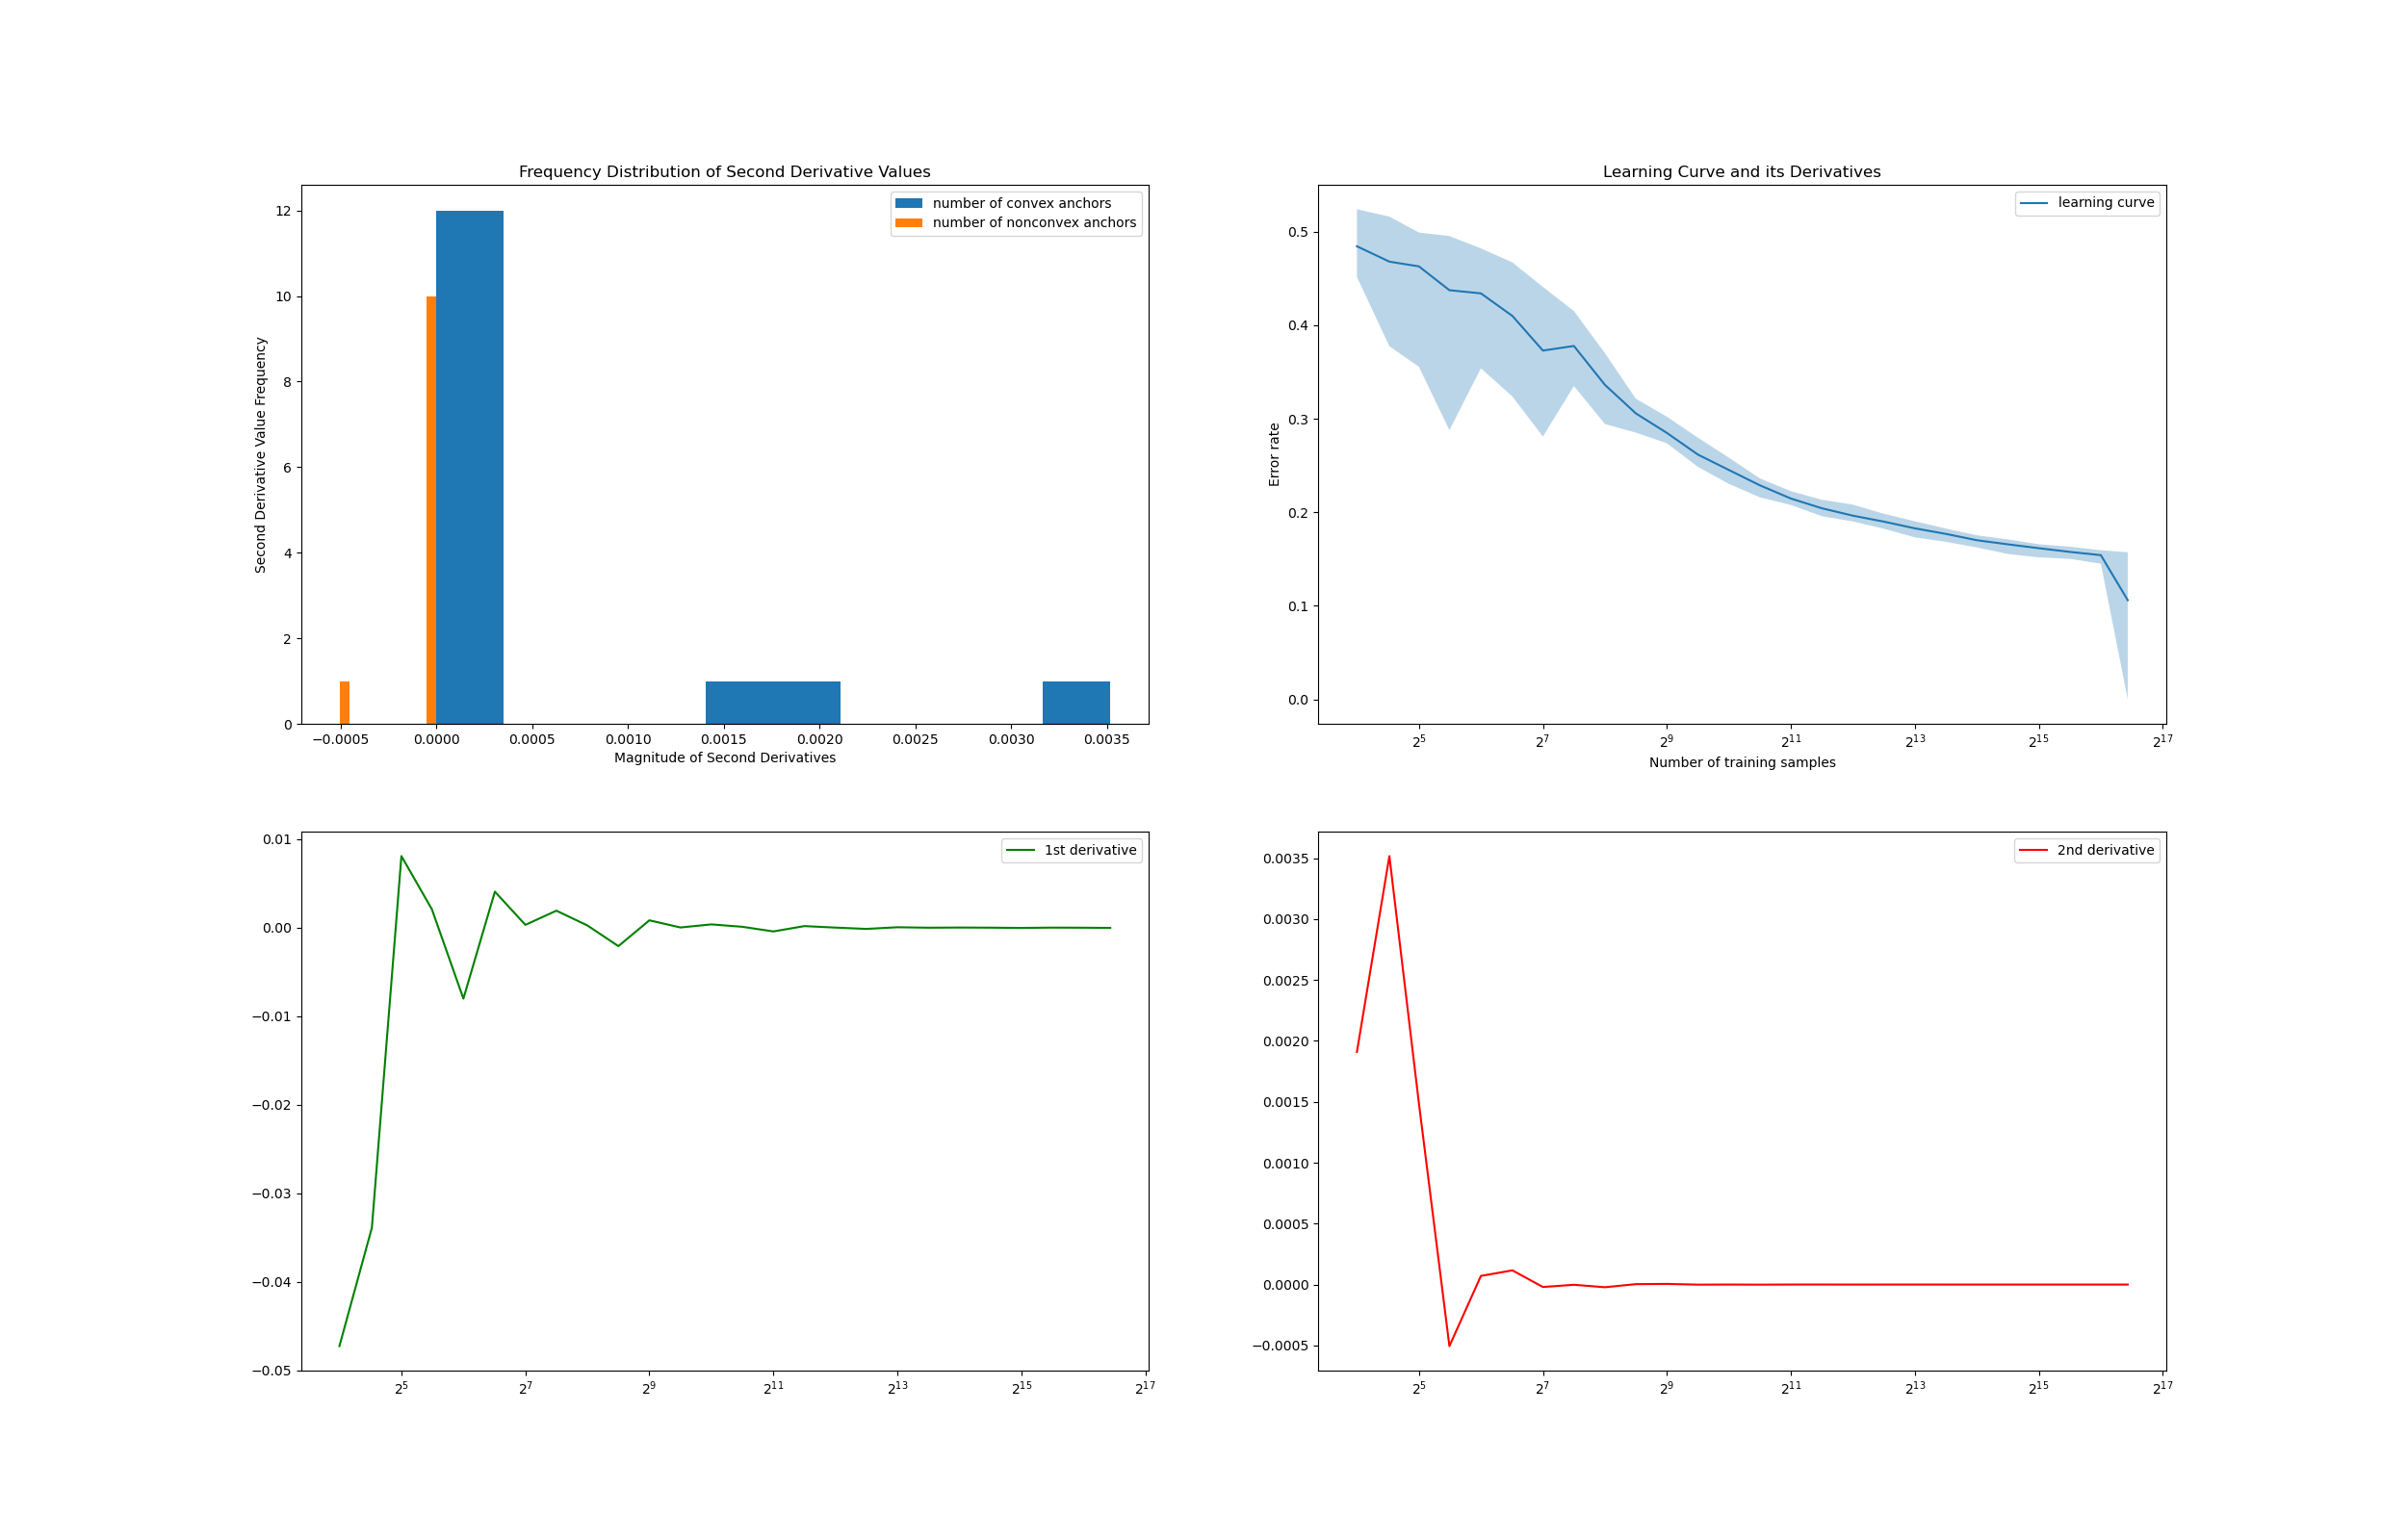 Frequency Distribution of Second Derivative Values
number of convex anchors
number of nonconvex anchors
Second Derivative Value Frequency
12
10
8
6
4
2
0
−0.0005 0.0000 0.0005 0.0010 0.0015 0.0020 0.0025 0.0030 0.0035
Magnitude of Second Derivatives
Learning Curve and its Derivatives
learning curve
Error rate
0.5
0.4
0.3
0.2
0.1
0.0
2^5 2^7 2^9 2^11 2^13 2^15 2^17
Number of training samples
1st derivative
0.01
0.00
−0.01
−0.02
−0.03
−0.04
−0.05
2^5 2^7 2^9 2^11 2^13 2^15 2^17
2nd derivative
0.0035
0.0030
0.0025
0.0020
0.0015
0.0010
0.0005
0.0000
−0.0005
2^5 2^7 2^9 2^11 2^13 2^15 2^17